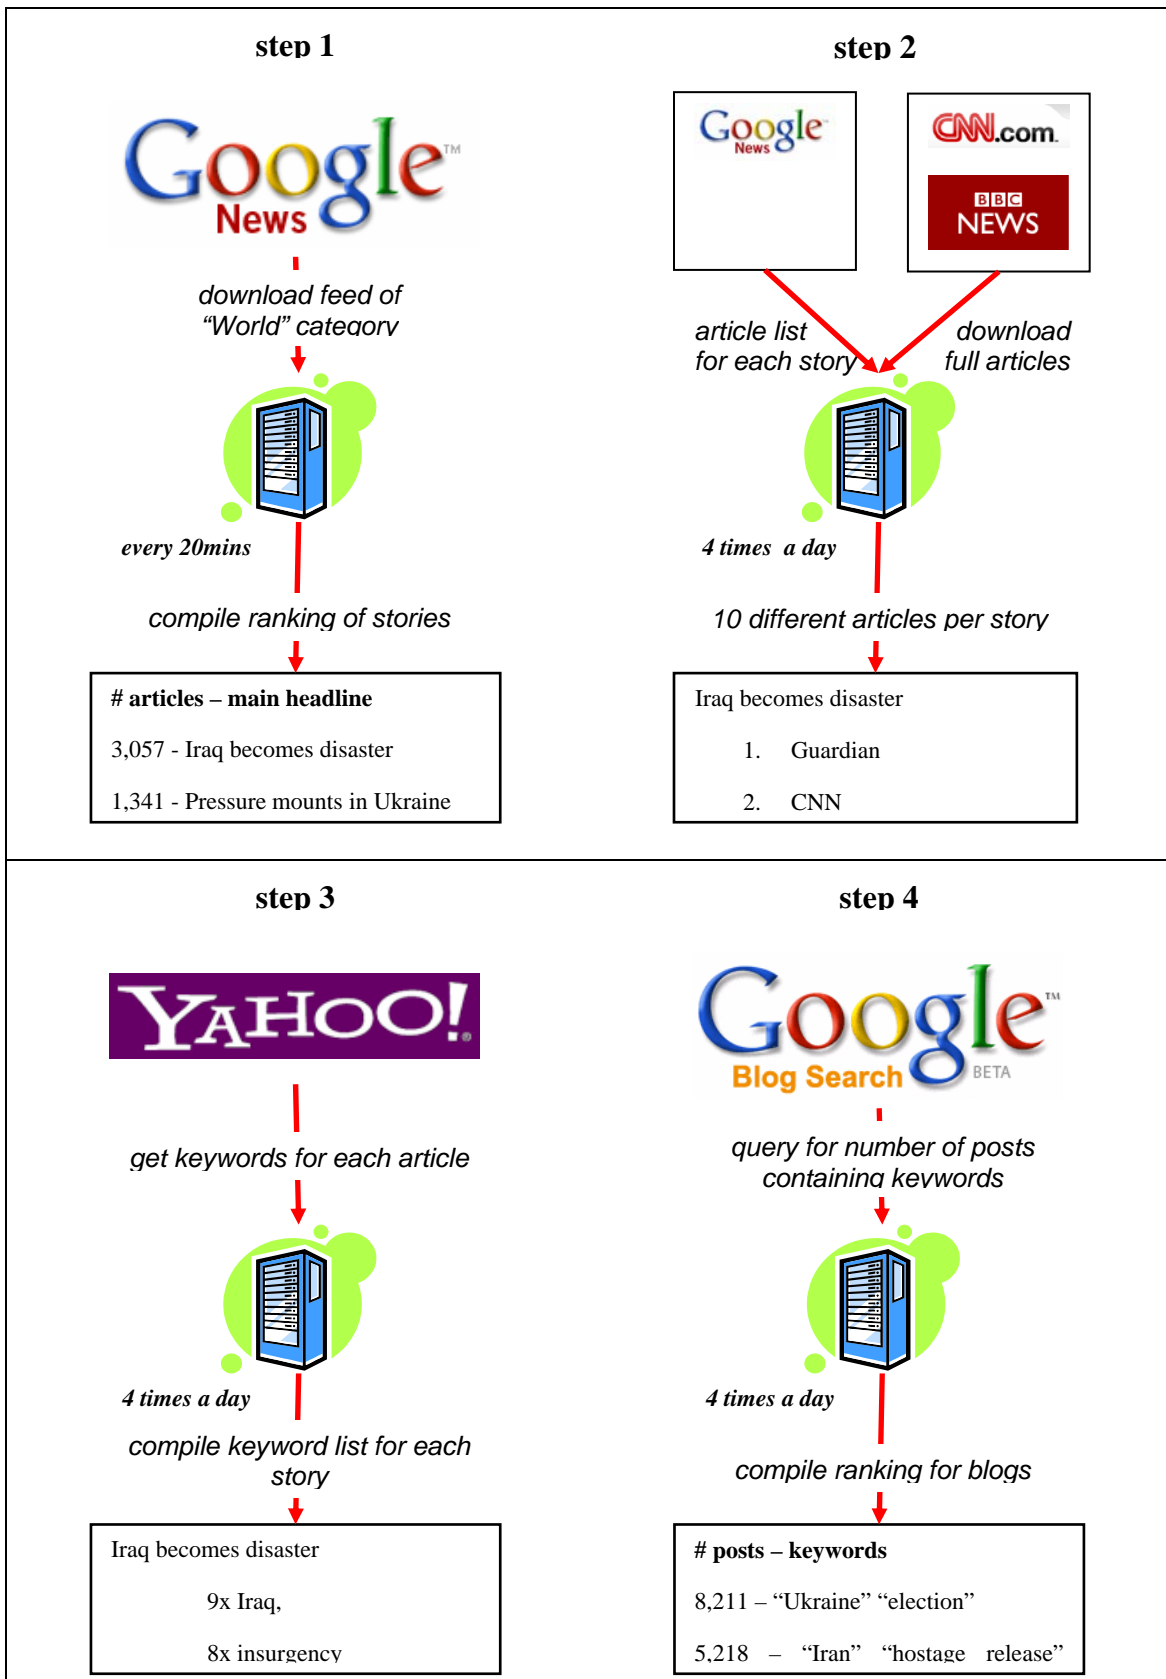 step 1
Google™
News
download feed of
“World” category
every 20mins
compile ranking of stories
# articles – main headline
3,057 - Iraq becomes disaster
1,341 - Pressure mounts in Ukraine
step 2
Google™
News
CNN.com.
BBC
NEWS
article list
for each story
download
full articles
4 times a day
10 different articles per story
Iraq becomes disaster
1. Guardian
2. CNN
step 3
YAHOO!®
get keywords for each article
4 times a day
compile keyword list for each
story
Iraq becomes disaster
9x Iraq,
8x insurgency
step 4
Google™
Blog Search BETA
query for number of posts
containing keywords
4 times a day
compile ranking for blogs
# posts – keywords
8,211 – “Ukraine” “election”
5,218 – “Iran” “hostage release”